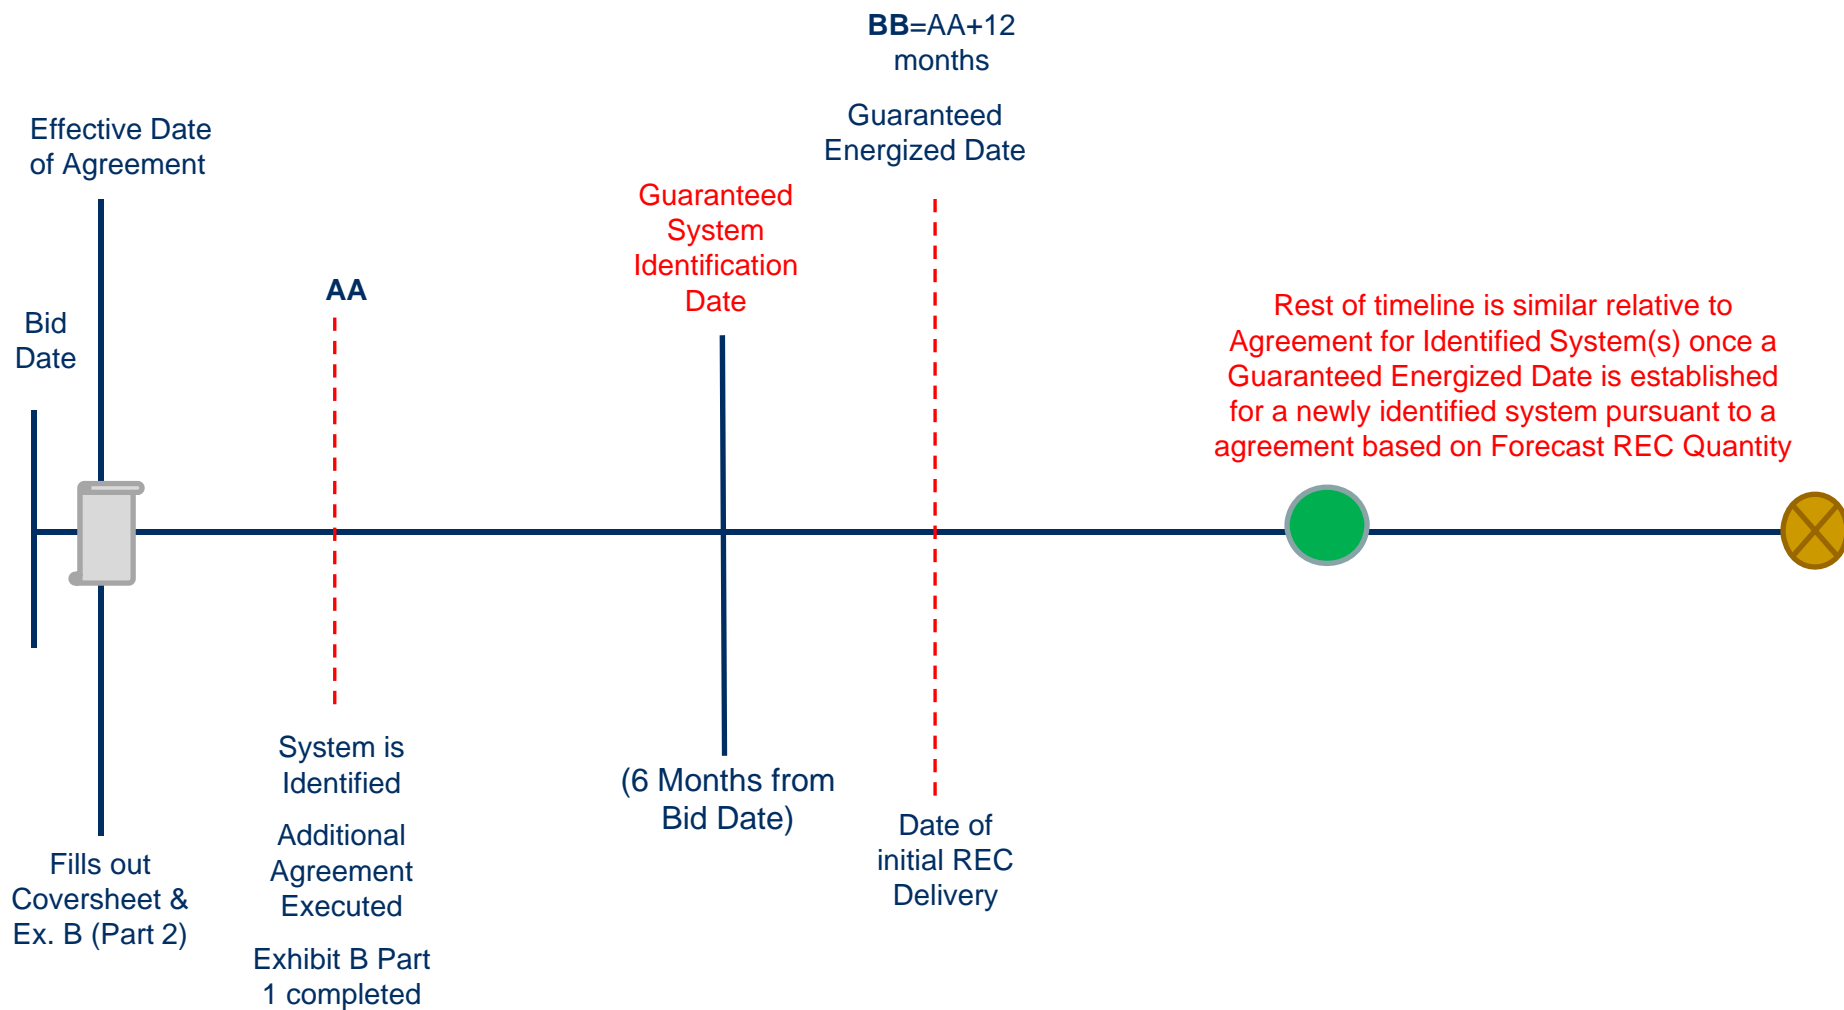 BB=AA+12
months
Guaranteed
Energized Date
Effective Date
of Agreement
Guaranteed
System
Identification
Date
AA
Bid
Date
Rest of timeline is similar relative to
Agreement for Identified System(s) once a
Guaranteed Energized Date is established
for a newly identified system pursuant to a
agreement based on Forecast REC Quantity
System is
Identified
Additional
Agreement
Executed
Exhibit B Part
1 completed
(6 Months from
Bid Date)
Date of
initial REC
Delivery
Fills out
Coversheet &
Ex. B (Part 2)